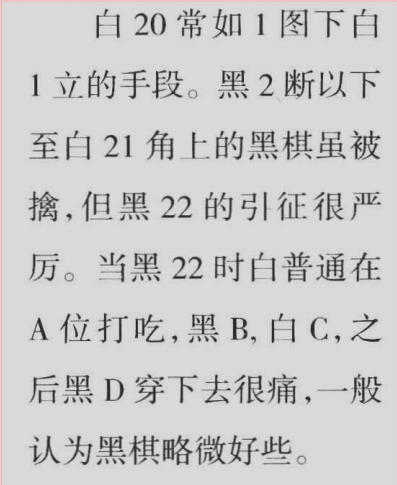 白 20 常如 1 图下白
1 立的手段。黑 2 断以下
至白 21 角上的黑棋虽被
擒,但黑 22 的引征很严
厉。当黑 22 时白普通在
A 位打吃,黑 B, 白 C,之
后黑 D 穿下去很痛,一般
认为黑棋略微好些。